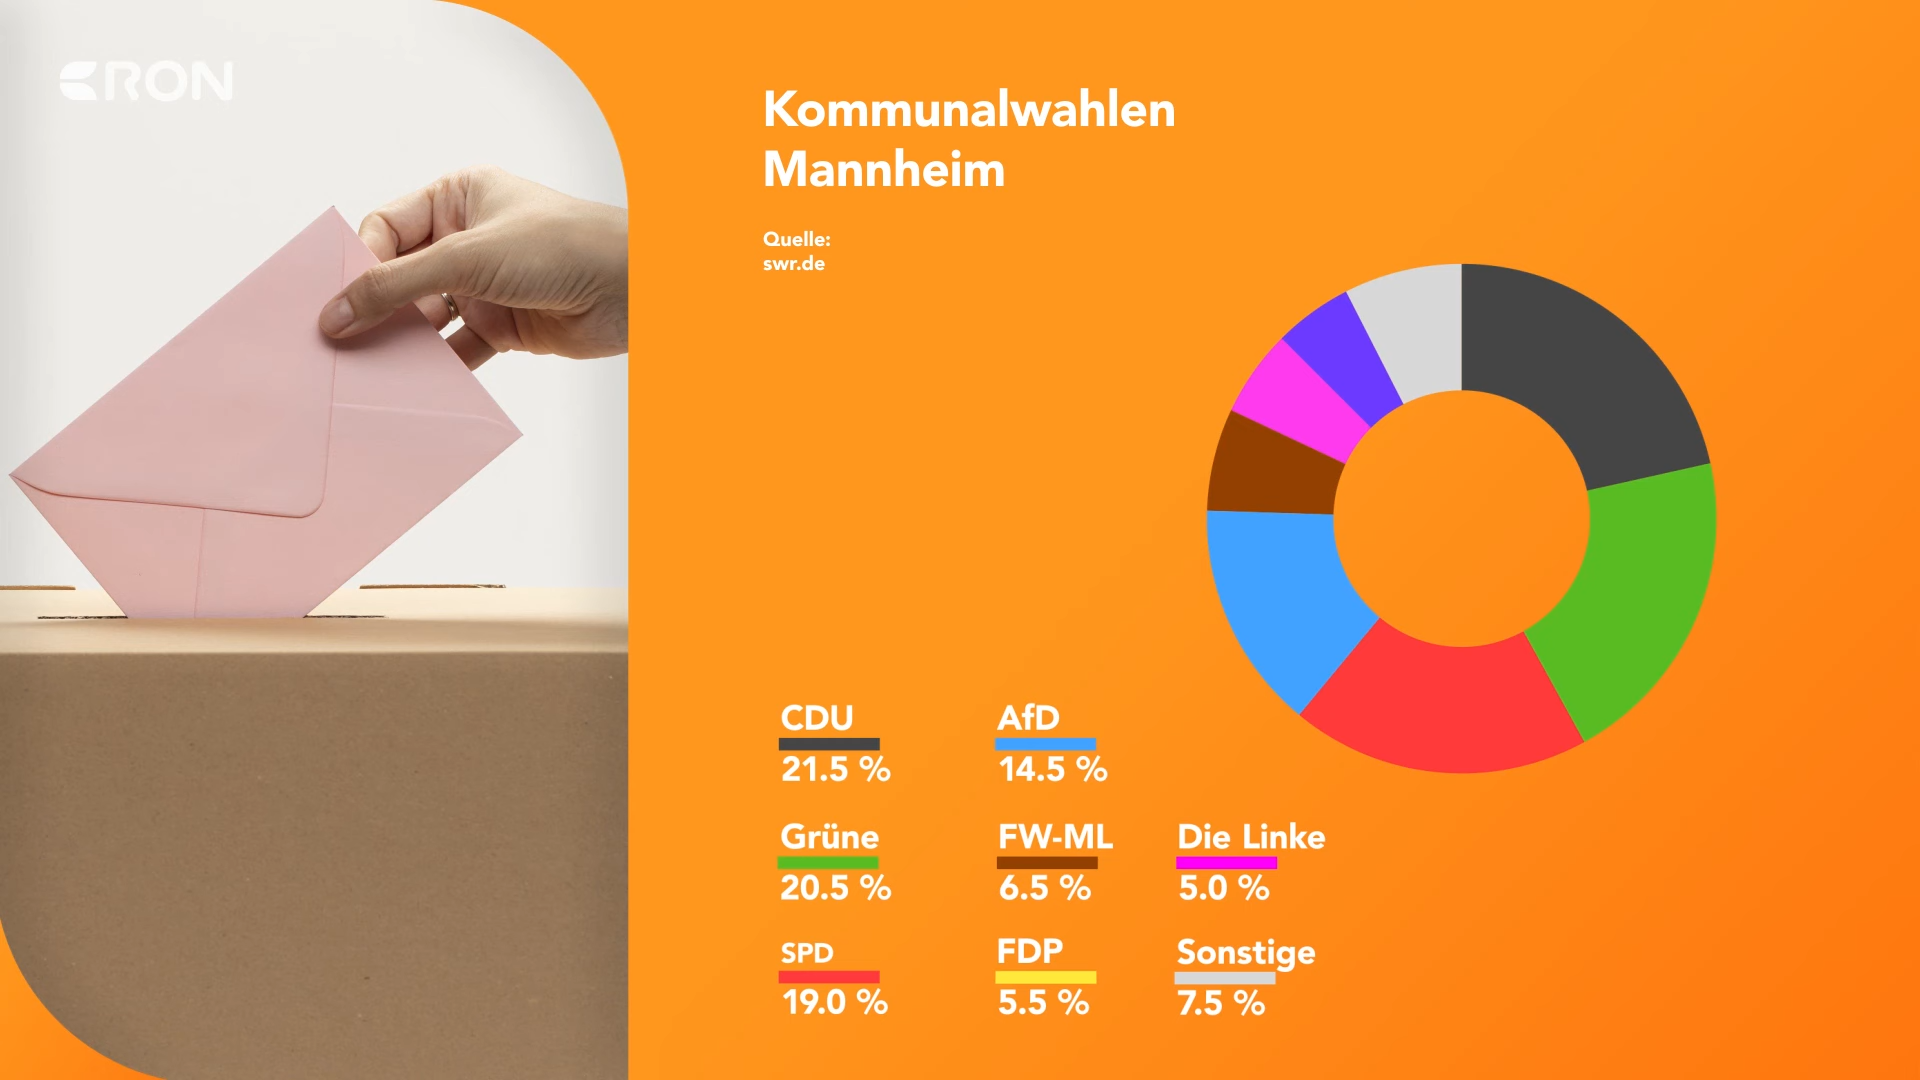 RON
Kommunalwahlen
Mannheim
Quelle:
swr.de
CDU
21.5 %
AfD
14.5 %
Grüne
20.5 %
FW-ML
6.5 %
Die Linke
5.0 %
SPD
19.0 %
FDP
5.5 %
Sonstige
7.5 %